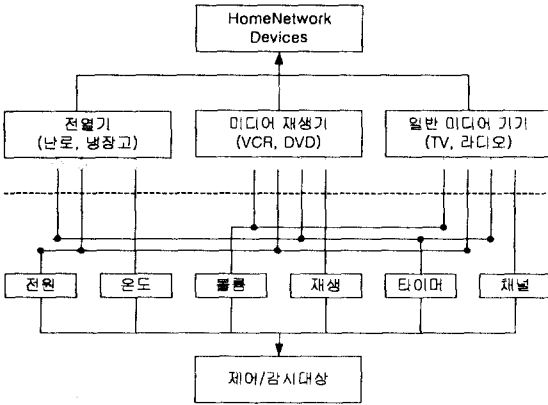 HomeNetwork
Devices
전열기
(난로, 냉장고)
미디어 재생기
(VCR, DVD)
일반 미디어 기기
(TV, 라디오)
전원
온도
볼륨
재생
타이머
채널
제어/감시대상